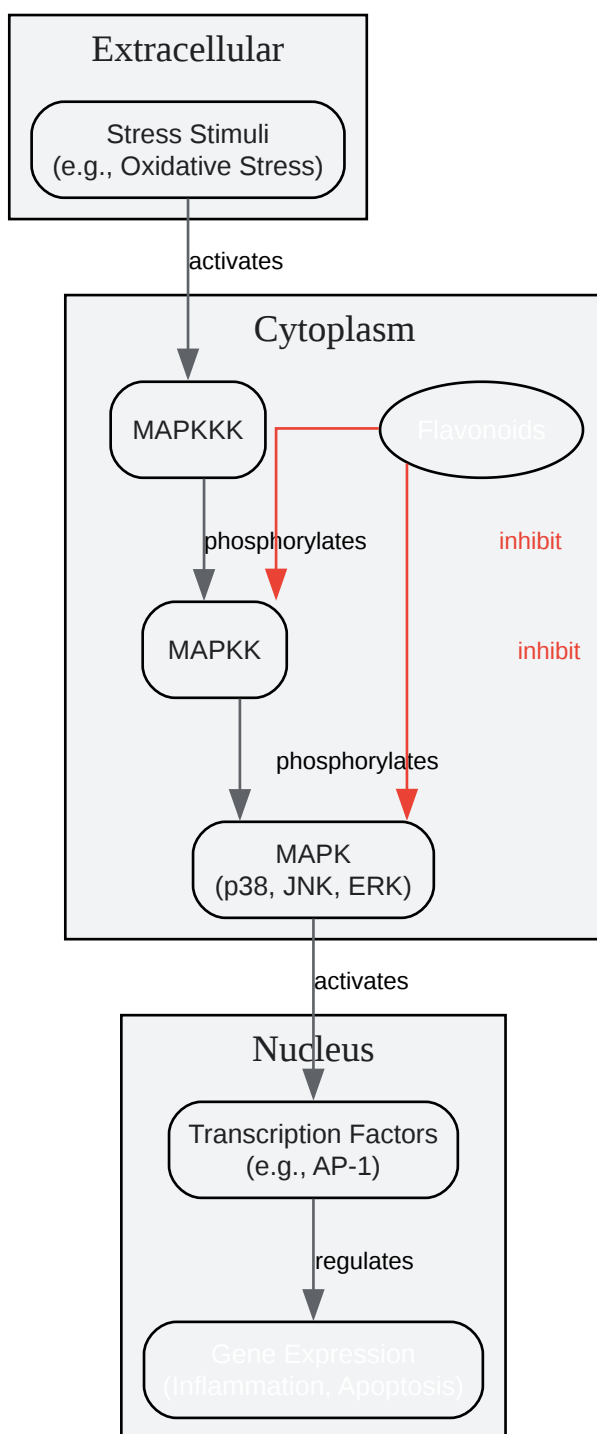 Extracellular
Stress Stimuli
(e.g., Oxidative Stress)
activates
Cytoplasm
MAPKKK
Flavonoids
phosphorylates
inhibit
MAPKK
inhibit
phosphorylates
MAPK
(p38, JNK, ERK)
activates
Nucleus
Transcription Factors
(e.g., AP-1)
regulates
Gene Expression
(Inflammation, Apoptosis)